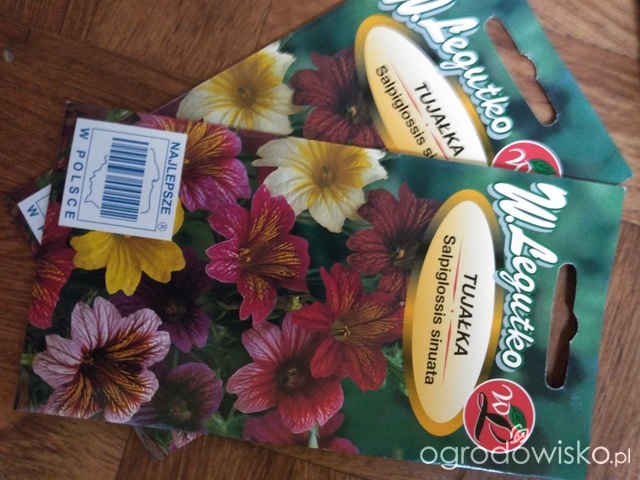 W.Legutko
TUJAŁKA
Salpiglossis sinuata
W.Legutko
TUJAŁKA
Salpiglossis sinuata
NAJLEPSZE ®
W POLSCE
W
ogrodowisko.pl